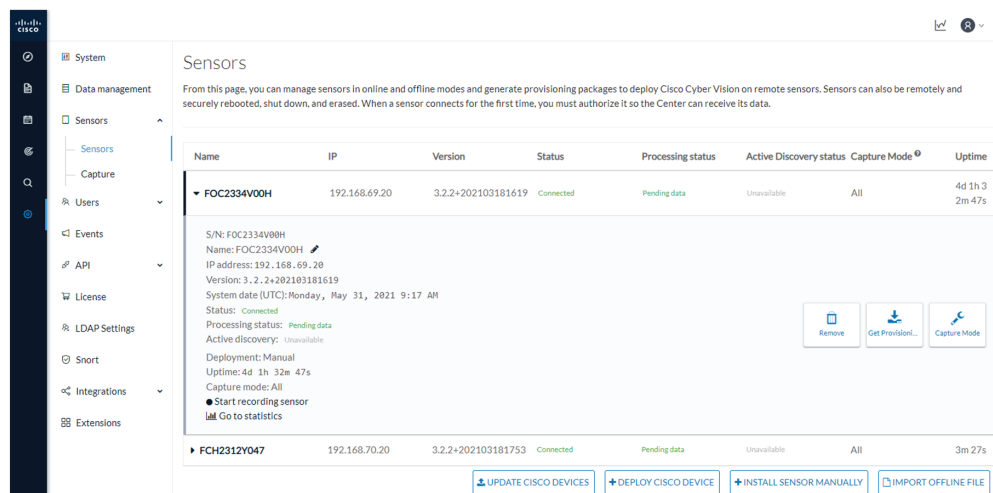 cisco
System
Data management
Sensors
Sensors
Capture
Users
Events
API
License
LDAP Settings
Snort
Integrations
Extensions
Sensors
From this page, you can manage sensors in online and offline modes and generate provisioning packages to deploy Cisco Cyber Vision on remote sensors. Sensors can also be remotely and
securely rebooted, shut down, and erased. When a sensor connects for the first time, you must authorize it so the Center can receive its data.
Name IP Version Status Processing status Active Discovery status Capture Mode ? Uptime
FOC2334V00H 192.168.69.20 3.2.2+202103181619 Connected Pending data Unavailable All 4d 1h 3
2m 47s
S/N: FOC2334V00H
Name: FOC2334V00H
IP address: 192.168.69.20
Version: 3.2.2+202103181619
System date (UTC): Monday, May 31, 2021 9:17 AM
Status: Connected
Processing status: Pending data
Active discovery: Unavailable
Deployment: Manual
Uptime: 4d 1h 32m 47s
Capture mode: All
Start recording sensor
Go to statistics
Remove Get Provisioni... Capture Mode
FCH2312Y047 192.168.70.20 3.2.2+202103181753 Connected Pending data Unavailable All 3m 27s
UPDATE CISCO DEVICES +DEPLOY CISCO DEVICE +INSTALL SENSOR MANUALLY IMPORT OFFLINE FILE